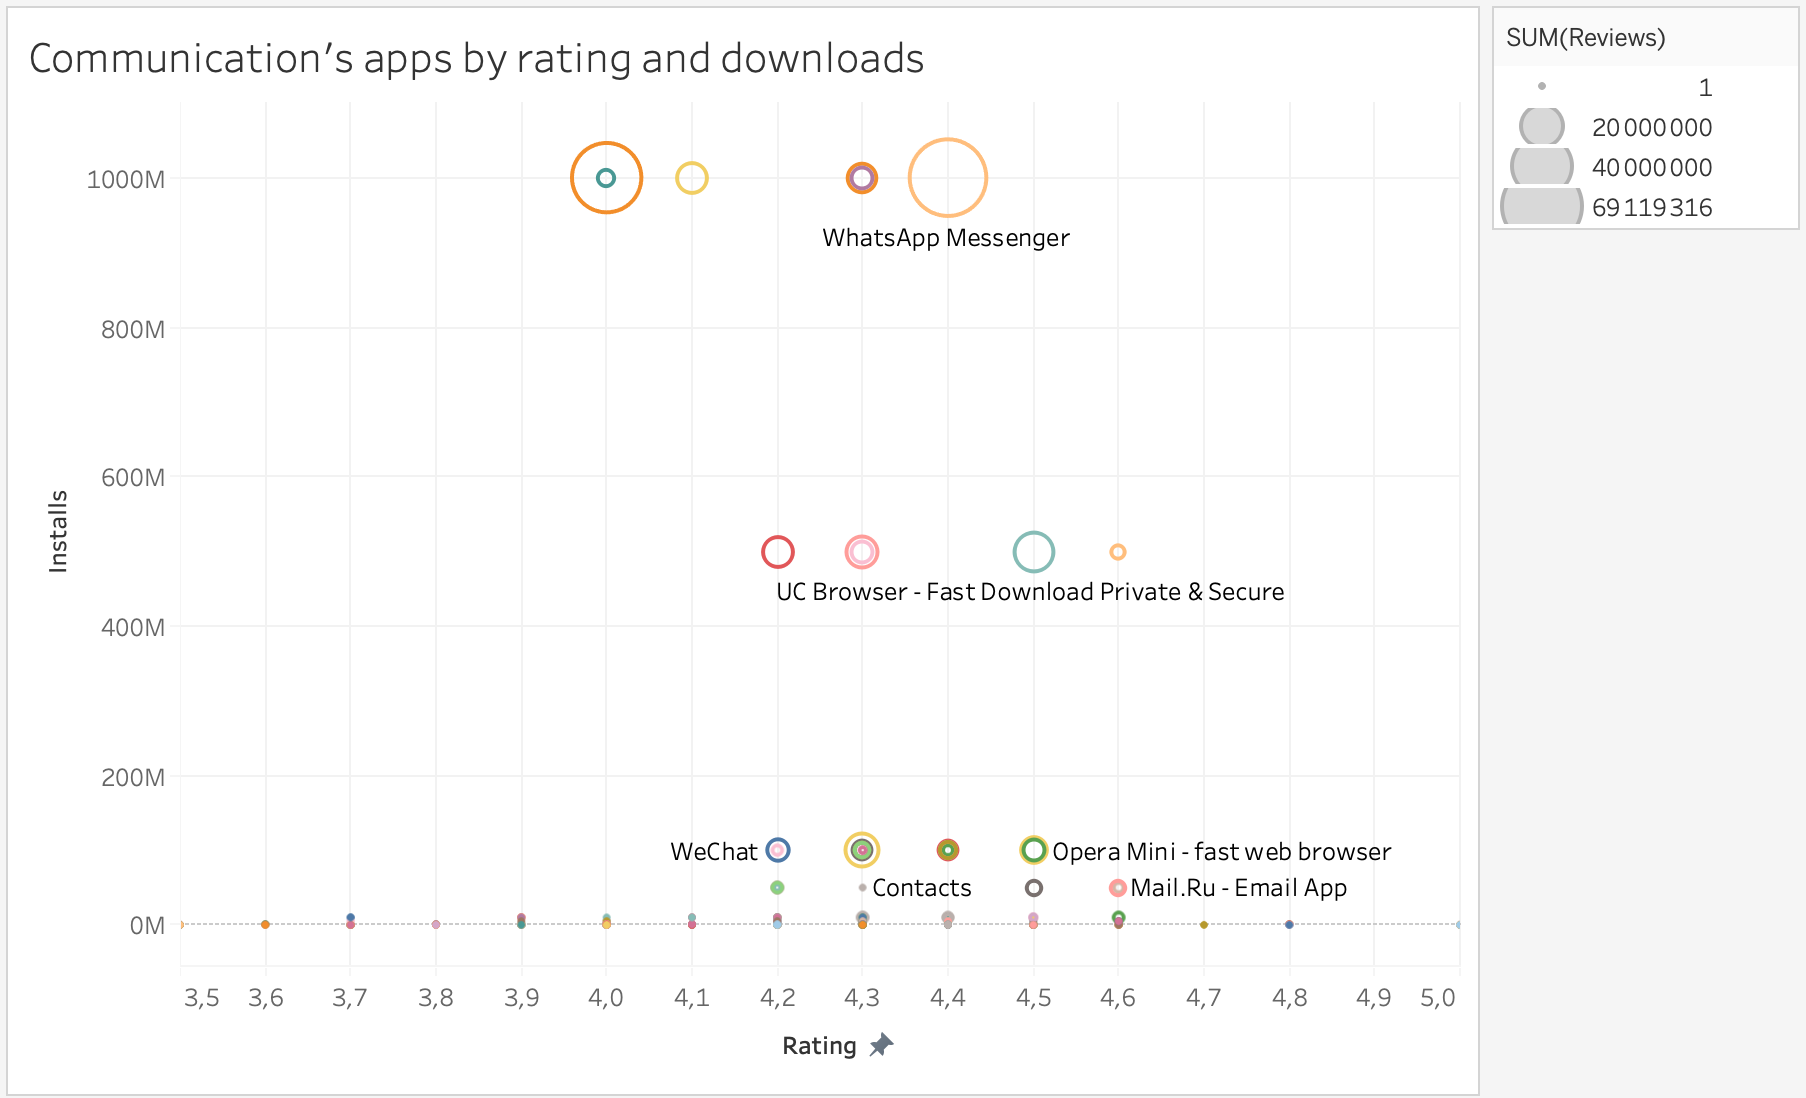 Communication's apps by rating and downloads
SUM(Reviews)
1
20 000 000
40 000 000
69 119 316
1000M
WhatsApp Messenger
800M
600M
UC Browser - Fast Download Private & Secure
400M
200M
WeChat
Opera Mini - fast web browser
Contacts
Mail.Ru - Email App
0M
Installs
3,5 3,6 3,7 3,8 3,9 4,0 4,1 4,2 4,3 4,4 4,5 4,6 4,7 4,8 4,9 5,0
Rating